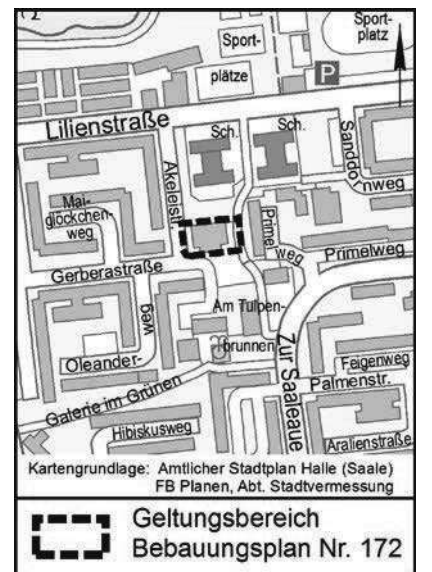 Sport-
platz
Sport-
plätze
P
Lilienstraße
Sch.
Sch.
Akeleistr.
Sanddornweg
Mai-
glöckchen-
weg
Primel
weg
Primelweg
Gerberastraße
Am Tulpen-
brunnen
weg
Oleander-
Zur Saaleaue
Feigenweg
Galerie im Grünen
Palmenstr.
Hibiskusweg
Aralienstraße
Kartengrundlage: Amtlicher Stadtplan Halle (Saale)
FB Planen, Abt. Stadtvermessung
Geltungsbereich
Bebauungsplan Nr. 172